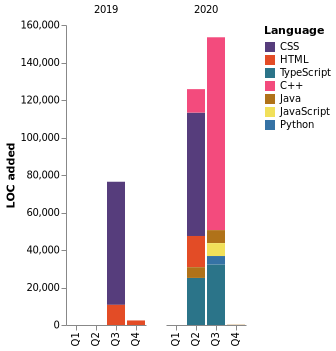 2019 2020
Language
CSS
HTML
TypeScript
C++
Java
JavaScript
Python
LOC added
160,000
140,000
120,000
100,000
80,000
60,000
40,000
20,000
0
Q1 Q2 Q3 Q4 Q1 Q2 Q3 Q4